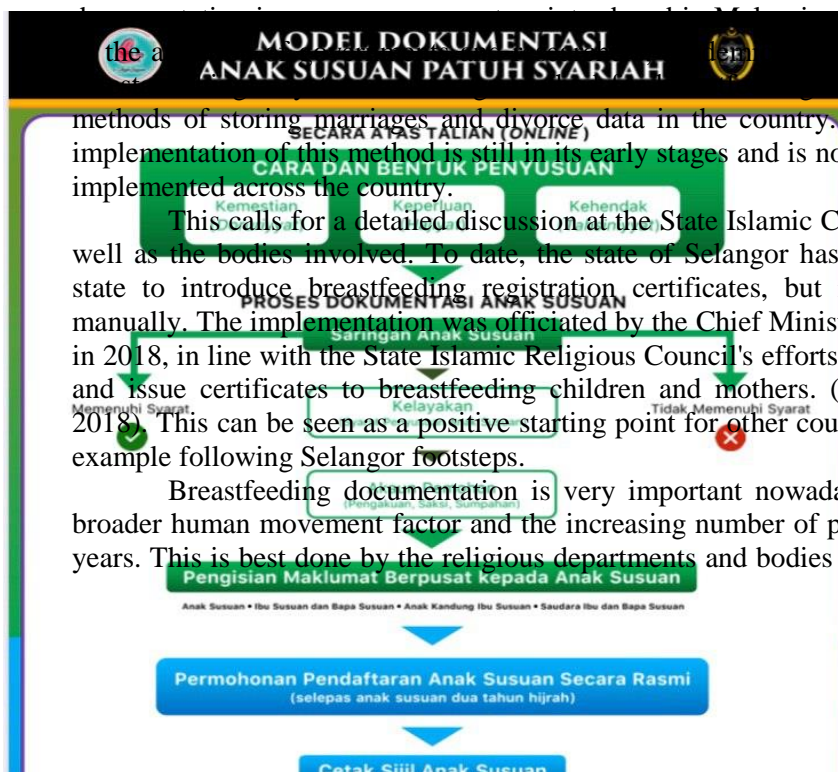 MODEL DOKUMENTASI
ANAK SUSUAN PATUH SYARIAH
the
methods of storing marriages and divorce data in the country.
SECARA ATAS TALIAN (ONLINE)
implementation of this method is still in its early stages and is no
CARA DAN BENTUK PENYUSUAN
implemented across the country.
Kemestian
Keperluan
Kehendak
This calls for a detailed discussion at the State Islamic C
well as the bodies involved. To date, the state of Selangor has
state to introduce breastfeeding registration certificates, but
PROSES DOKUMENTASI ANAK SUSUAN
manually. The implementation was officiated by the Chief Minis
Saringan Anak Susuan
in 2018, in line with the State Islamic Religious Council's efforts
and issue certificates to breastfeeding children and mothers. (
Memenuhi Syarat
Kelayakan
Tidak Memenuhi Syarat
2018). This can be seen as a positive starting point for other cou
example following Selangor footsteps.
Breastfeeding documentation is very important nowada
(Pengakuan, Saksi, Sumpahan)
broader human movement factor and the increasing number of p
years. This is best done by the religious departments and bodies
Pengisian Maklumat Berpusat kepada Anak Susuan
Anak Susuan • Ibu Susuan dan Bapa Susuan • Anak Kandung Ibu Susuan • Saudara Ibu dan Bapa Susuan
Permohonan Pendaftaran Anak Susuan Secara Rasmi
(selepas anak susuan dua tahun hijrah)
Cetak Sijil Anak Susuan